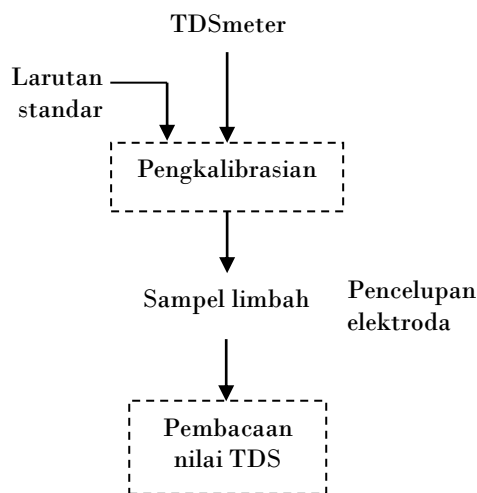 TDSmeter
Larutan
standar
Pengkalibrasian
Sampel limbah
Pencelupan
elektroda
Pembacaan
nilai TDS